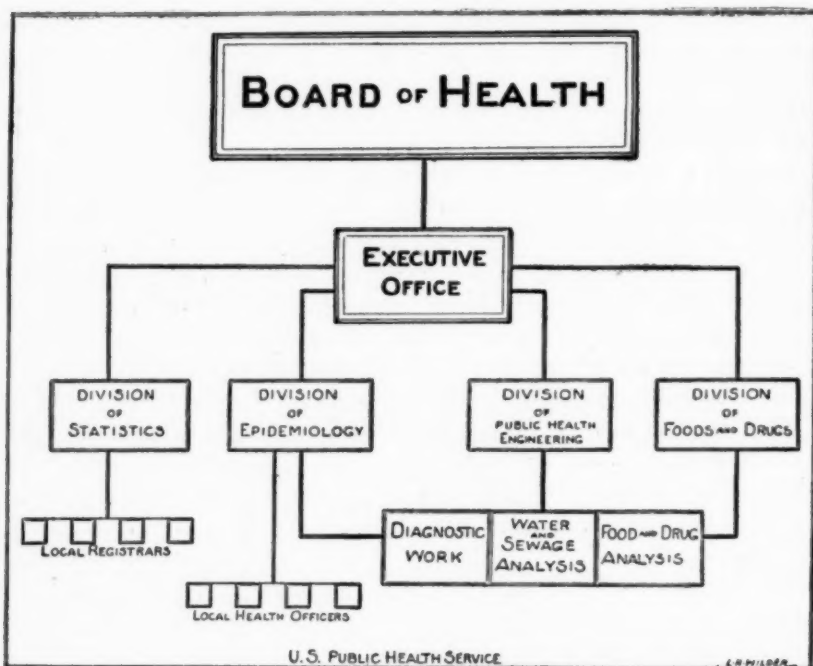 BOARD OF HEALTH
EXECUTIVE
OFFICE
DIVISION
OF
STATISTICS
DIVISION
OF
EPIDEMIOLOGY
DIVISION
OF
PUBLIC HEALTH
ENGINEERING
DIVISION
OF
FOODS AND DRUGS
LOCAL REGISTRARS
DIAGNOSTIC
WORK
WATER
AND
SEWAGE
ANALYSIS
FOOD AND DRUG
ANALYSIS
LOCAL HEALTH OFFICERS
U.S. PUBLIC HEALTH SERVICE